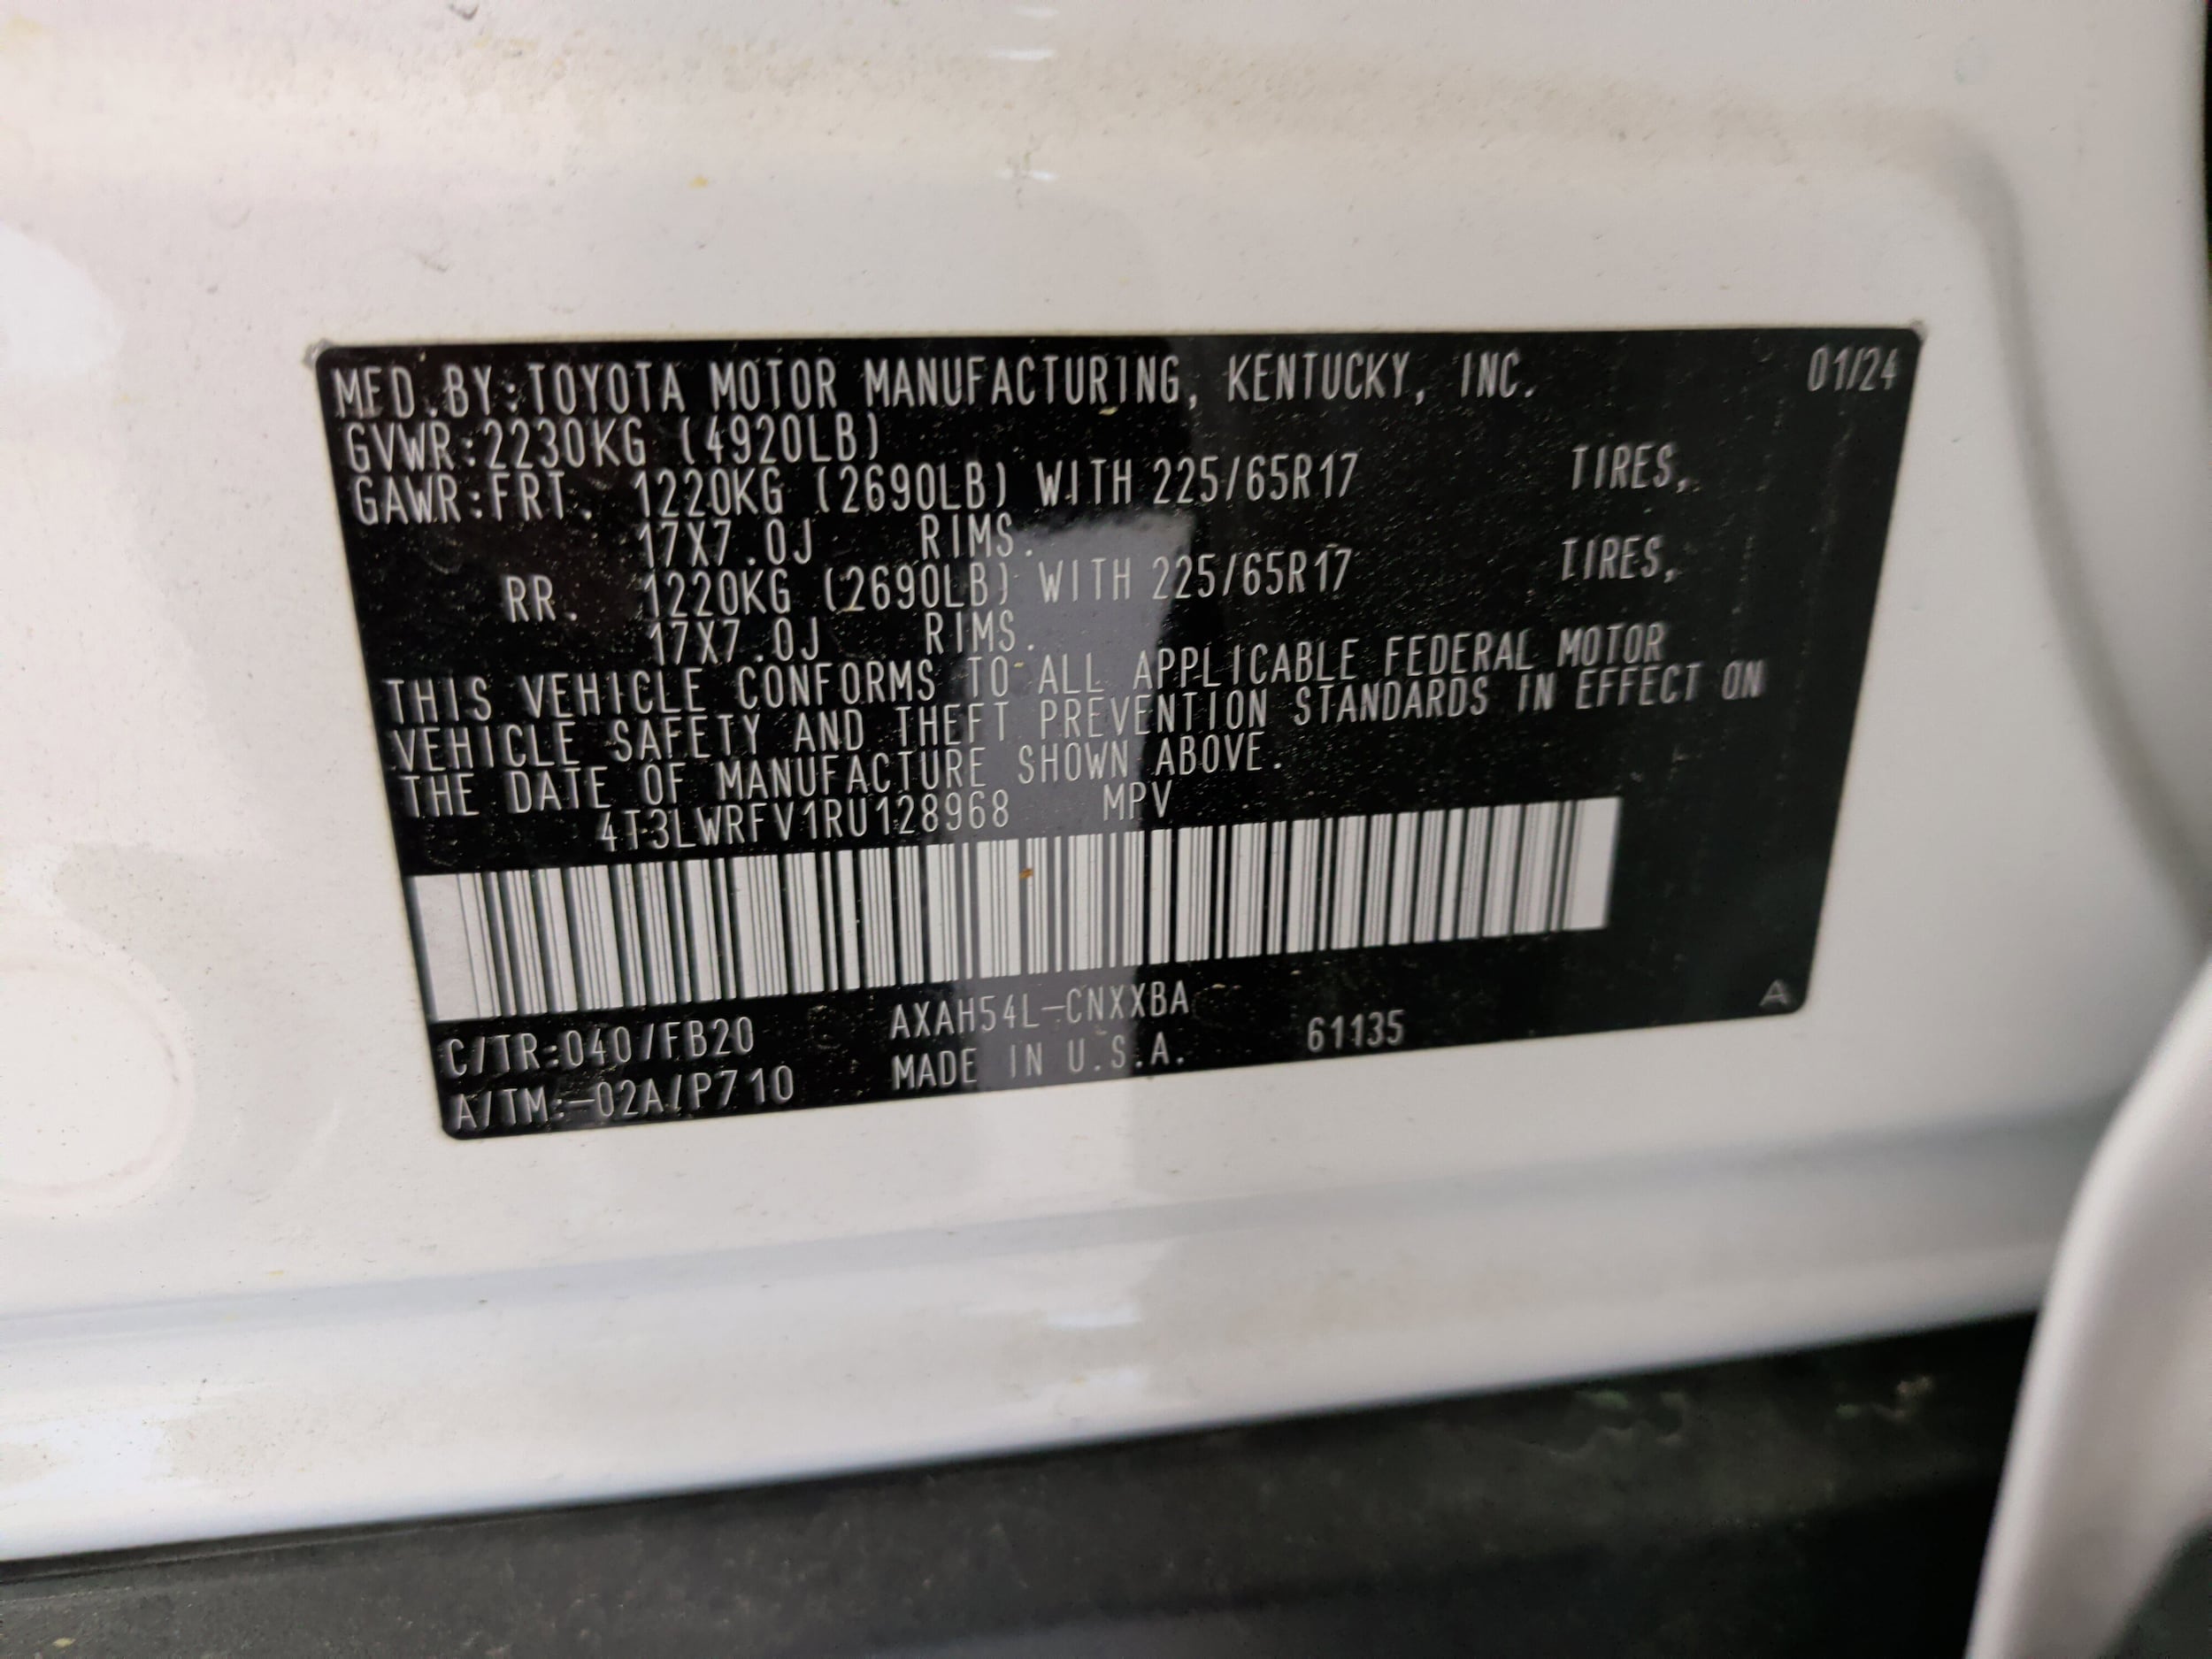 MFD.BY:TOYOTA MOTOR MANUFACTURING, KENTUCKY, INC. 01/24
GVWR:2230KG (4920LB)
GAWR:FRT. 1220KG (2690LB) WITH 225/65R17 TIRES,
17X7.0J RIMS.
RR. 1220KG (2690LB) WITH 225/65R17 TIRES,
17X7.0J RIMS.
THIS VEHICLE CONFORMS TO ALL APPLICABLE FEDERAL MOTOR
VEHICLE SAFETY AND THEFT PREVENTION STANDARDS IN EFFECT ON
THE DATE OF MANUFACTURE SHOWN ABOVE.
4T3LWRFV1RU128968 MPV
C/TR:040/FB20 AXAH54L-CNXXBA A
A/TM:-02A/P710 MADE IN U.S.A. 61135